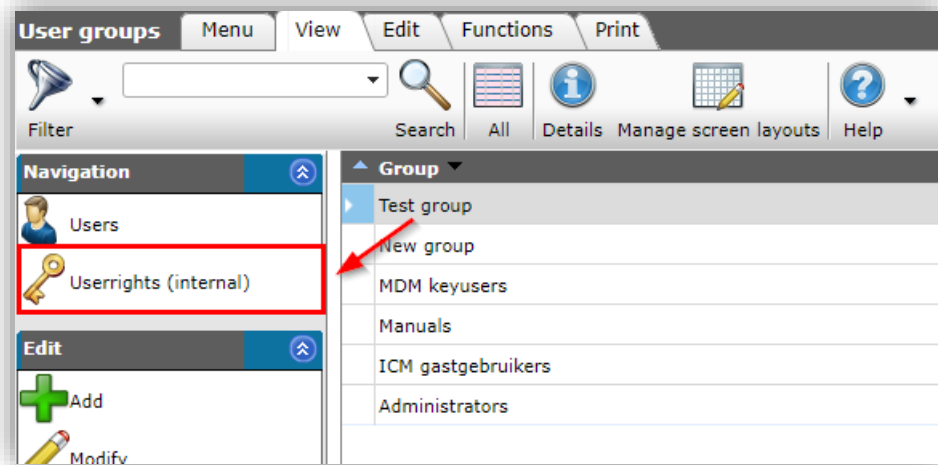 User groups Menu View Edit Functions Print
Filter Search All Details Manage screen layouts Help
Navigation
Users
Userrights (internal)
Edit
Add
Modify
Group
Test group
New group
MDM keyusers
Manuals
ICM gastgebruikers
Administrators